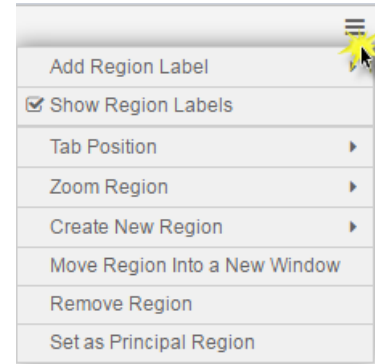 Add Region Label
Show Region Labels
Tab Position
Zoom Region
Create New Region
Move Region Into a New Window
Remove Region
Set as Principal Region